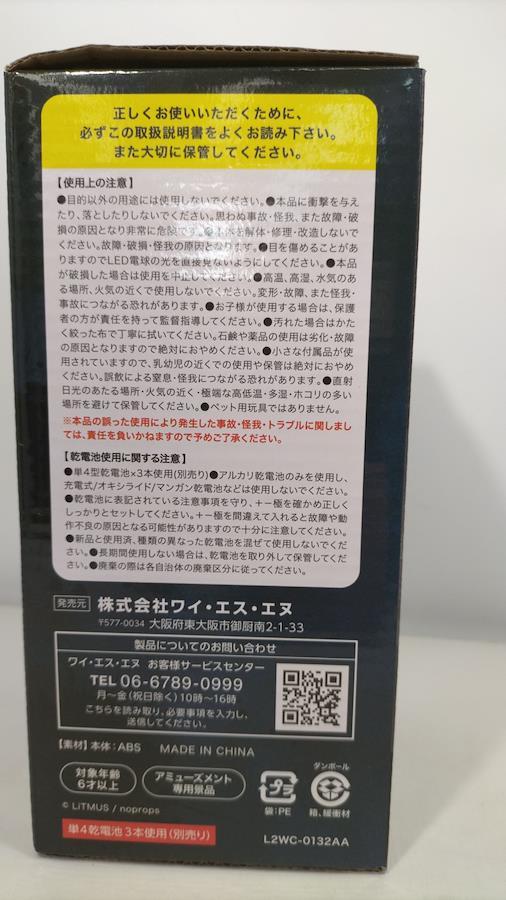 正しくお使いいただくために、
必ずこの取扱説明書をよくお読み下さい。
また大切に保管してください。
【使用上の注意】
●目的以外の用途には使用しないでください。●本品に衝撃を与え
たり、落としたりしないでください。思わぬ事故・怪我、また故障・破
損の原因となり非常に危険です。●本体を解体・修理・改造しないで
ください。故障・破損・怪我の原因となります。●目を傷めることがあ
りますのでLED電球の光を直接見ないようにしてください。●本品
が破損した場合は使用を中止してください。●高温、高湿、水気のあ
る場所、火気の近くで使用しないでください。変形・故障、また怪我・
事故につながる恐れがあります。●お子様が使用する場合は、保護
者の方が責任を持って監督指導してください。●汚れた場合はかた
く絞った布で丁寧に拭いてください。石鹸や薬品の使用は劣化・故障
の原因となりますので絶対におやめください。●小さな付属品が使
用されていますので、乳幼児の近くでの使用や保管は絶対におやめ
ください。誤飲による窒息・怪我につながる恐れがあります。●直射
日光のあたる場所・火気の近く・極端な高低温・多湿・ホコリの多い
場所を避けて保管してください。●ペット用玩具ではありません。
※本品の誤った使用により発生した事故・怪我・トラブルに関しまし
ては、責任を負いかねますので予めご了承ください。
【乾電池使用に関する注意】
●単4型乾電池×3本使用(別売り)●アルカリ乾電池のみを使用し、
充電式/オキシライド/マンガン乾電池などは使用しないでください。
●乾電池に表記されている注意事項を守り、+−極を確かめ正しく
しっかりとセットしてください。+−極を間違えて入れると故障や動
作不良の原因となる可能性がありますので十分に注意してください。
●新品と使用済、種類の異なった乾電池を混ぜて使用しないでくだ
さい。●長期間使用しない場合は、乾電池を取り外して保管してくだ
さい。●廃棄の際は各自治体の廃棄区分に従ってください。
発売元 株式会社ワイ・エス・エヌ
〒577-0034 大阪府東大阪市御厨南2-1-33
製品についてのお問い合わせ
ワイ・エス・エヌ お客様サービスセンター
TEL 06-6789-0999
月〜金(祝日除く)10時〜16時
こちらを読み取り、必要事項を入力し、
送信してください。
【素材】本体:ABS MADE IN CHINA
対象年齢
6才以上
アミューズメント
専用景品
プラ
袋:PE
ダンボール
箱、緩衝材
© LiTMUS / noprops
単4乾電池3本使用(別売り)
L2WC-0132AA